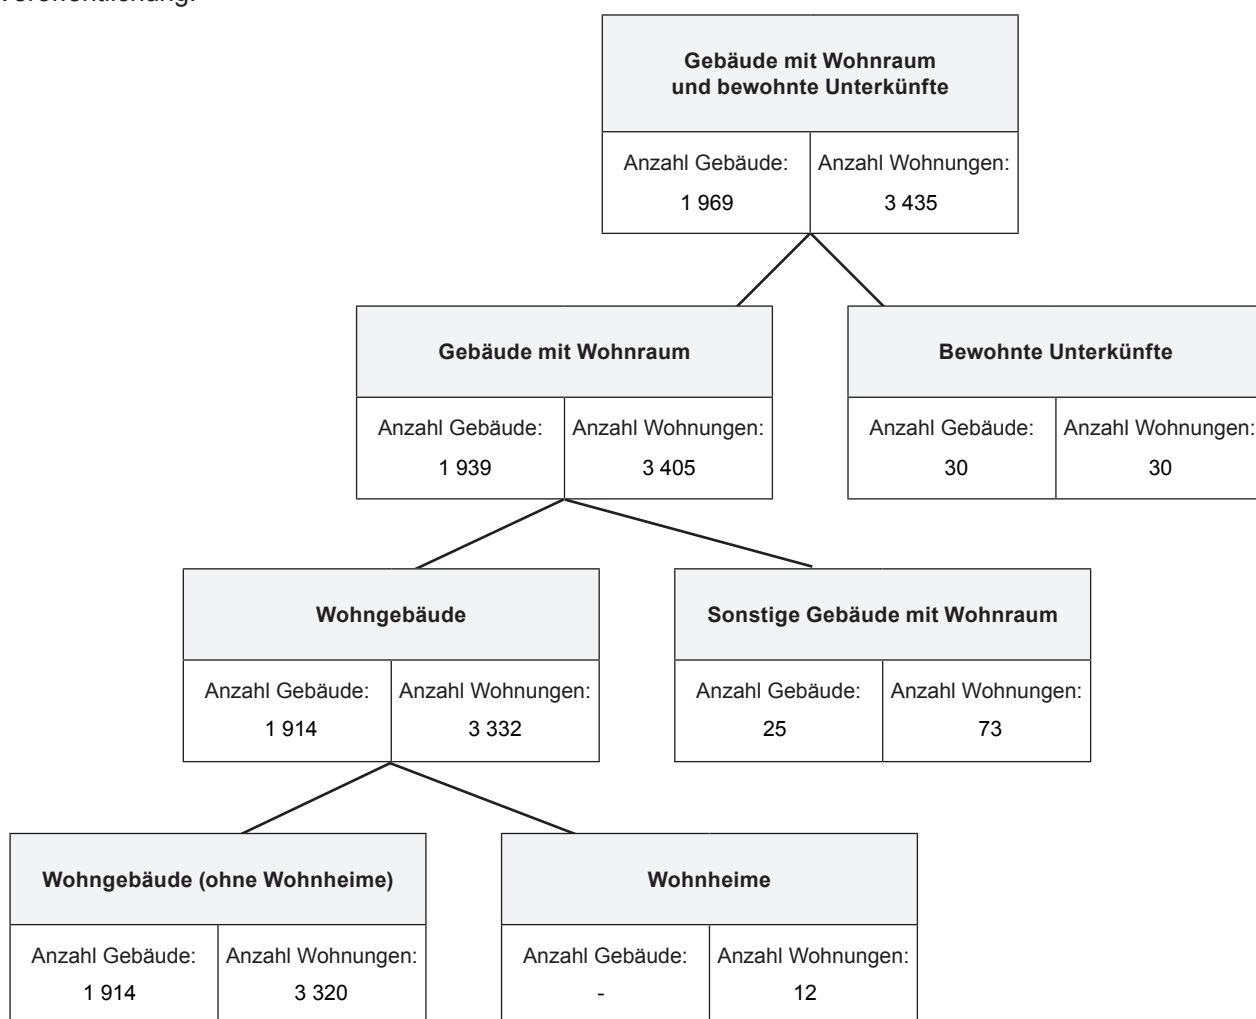 Veröffentlichung.
Gebäude mit Wohnraum
und bewohnte Unterkünfte
Anzahl Gebäude: Anzahl Wohnungen:
1 969 3 435
Gebäude mit Wohnraum Bewohnte Unterkünfte
Anzahl Gebäude: Anzahl Wohnungen: Anzahl Gebäude: Anzahl Wohnungen:
1 939 3 405 30 30
Wohngebäude Sonstige Gebäude mit Wohnraum
Anzahl Gebäude: Anzahl Wohnungen: Anzahl Gebäude: Anzahl Wohnungen:
1 914 3 332 25 73
Wohngebäude (ohne Wohnheime) Wohnheime
Anzahl Gebäude: Anzahl Wohnungen: Anzahl Gebäude: Anzahl Wohnungen:
1 914 3 320 - 12